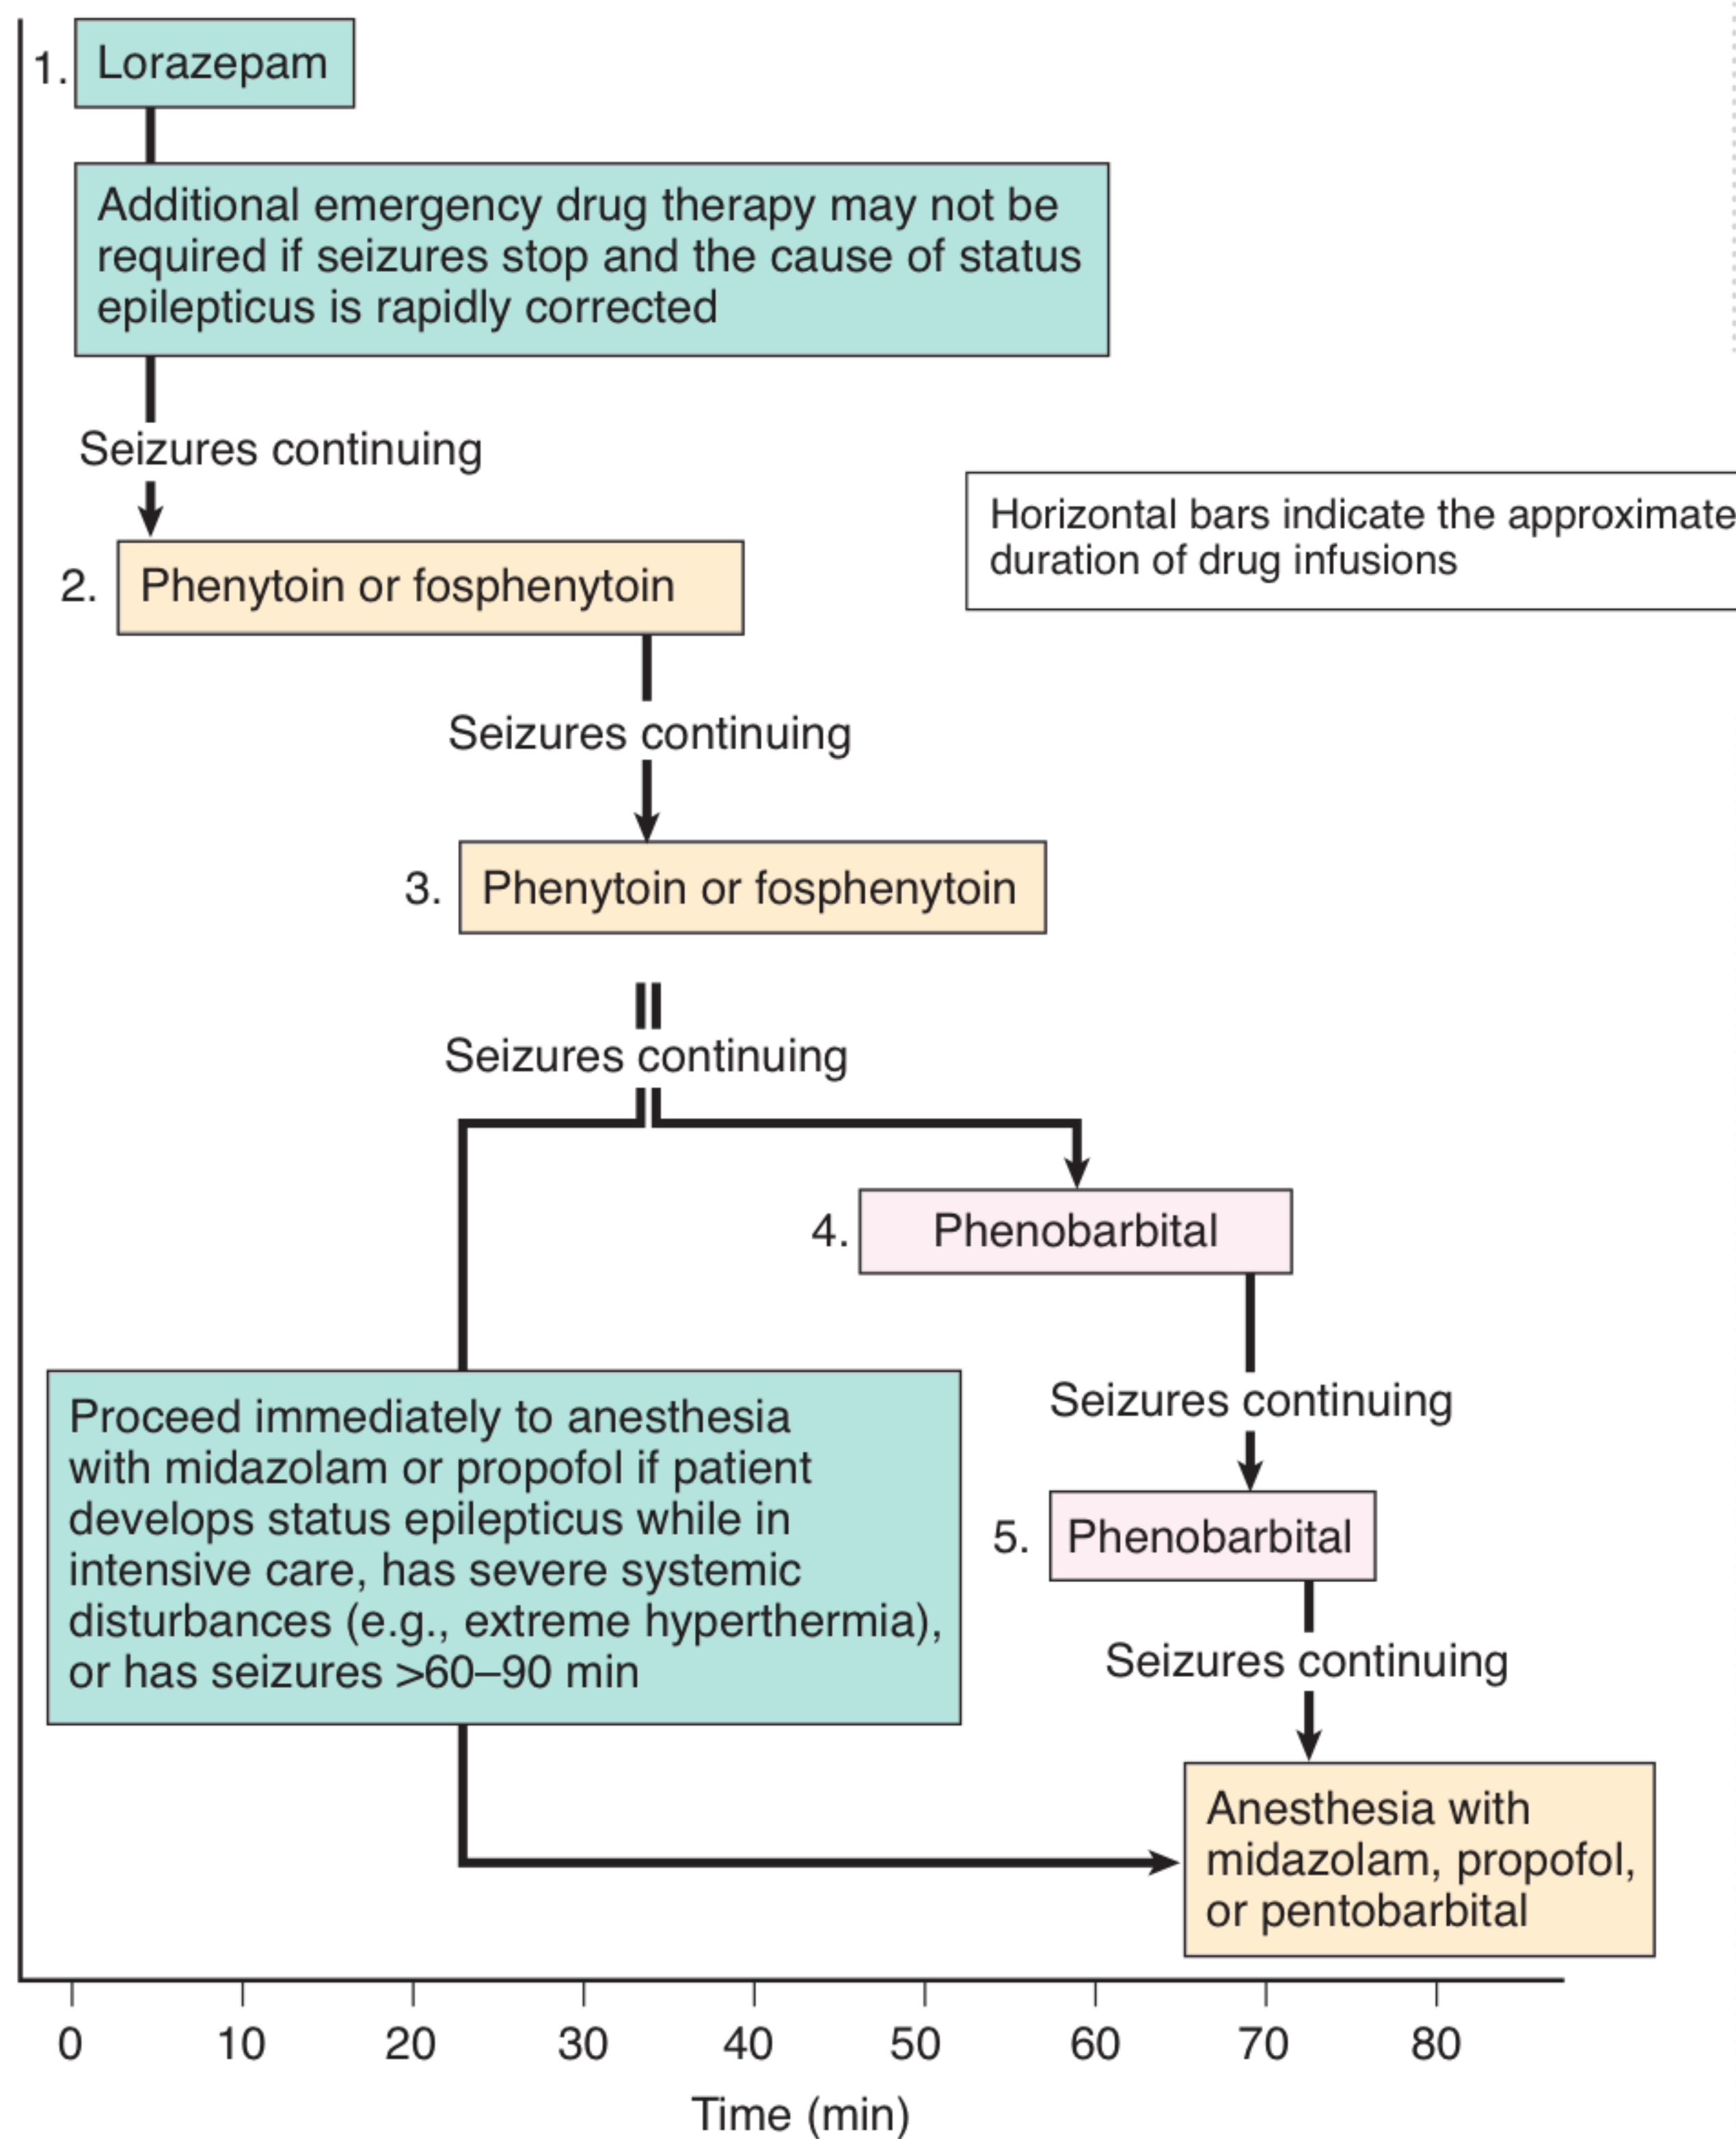 1. Lorazepam
Additional emergency drug therapy may not be
required if seizures stop and the cause of status
epilepticus is rapidly corrected
Seizures continuing
Horizontal bars indicate the approximate
duration of drug infusions
2. Phenytoin or fosphenytoin
Seizures continuing
3. Phenytoin or fosphenytoin
Seizures continuing
4. Phenobarbital
Proceed immediately to anesthesia
with midazolam or propofol if patient
develops status epilepticus while in
intensive care, has severe systemic
disturbances (e.g., extreme hyperthermia),
or has seizures >60–90 min
Seizures continuing
5. Phenobarbital
Seizures continuing
Anesthesia with
midazolam, propofol,
or pentobarbital
0 10 20 30 40 50 60 70 80
Time (min)